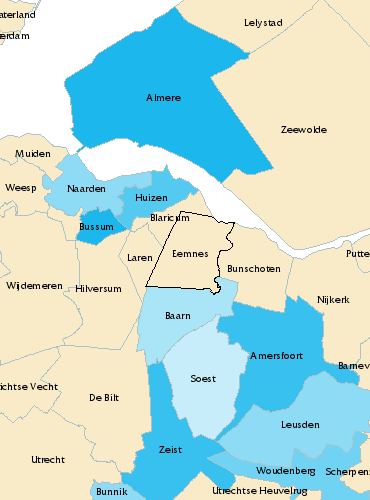 aterland
Lelystad
erdam
Almere
Zeewolde
Muiden
Weesp
Naarden
Huizen
Blaricum
Bussum
Laren
Eemnes
Bunschoten
Putte
Wijdemeren
Hilversum
Nijkerk
Baarn
Amersfoort
Barnev
Soest
ichtse Vecht
De Bilt
Leusden
Zeist
Utrecht
Woudenberg
Scherpenz
Bunnik
Utrechtse Heuvelrug